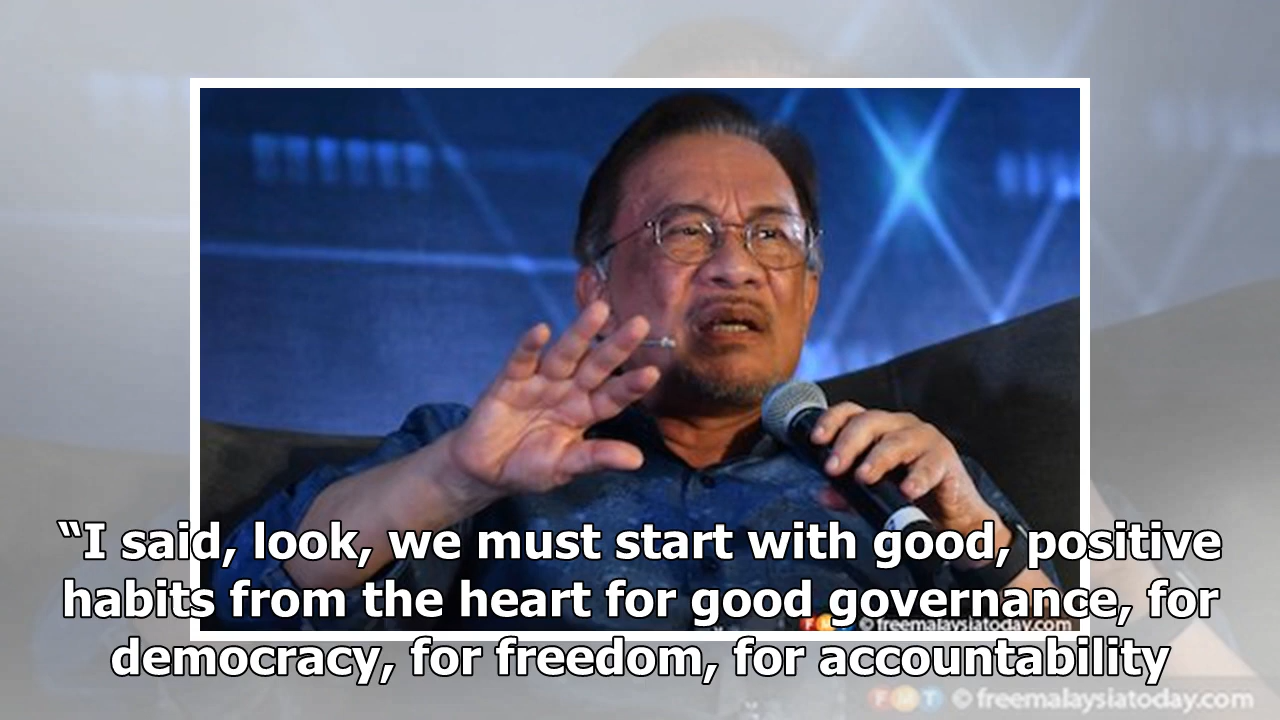 © freemalaysiatoday.com
“I said, look, we must start with good, positive
habits from the heart for good governance, for
democracy, for freedom, for accountability
FMT © freemalaysiatoday.com